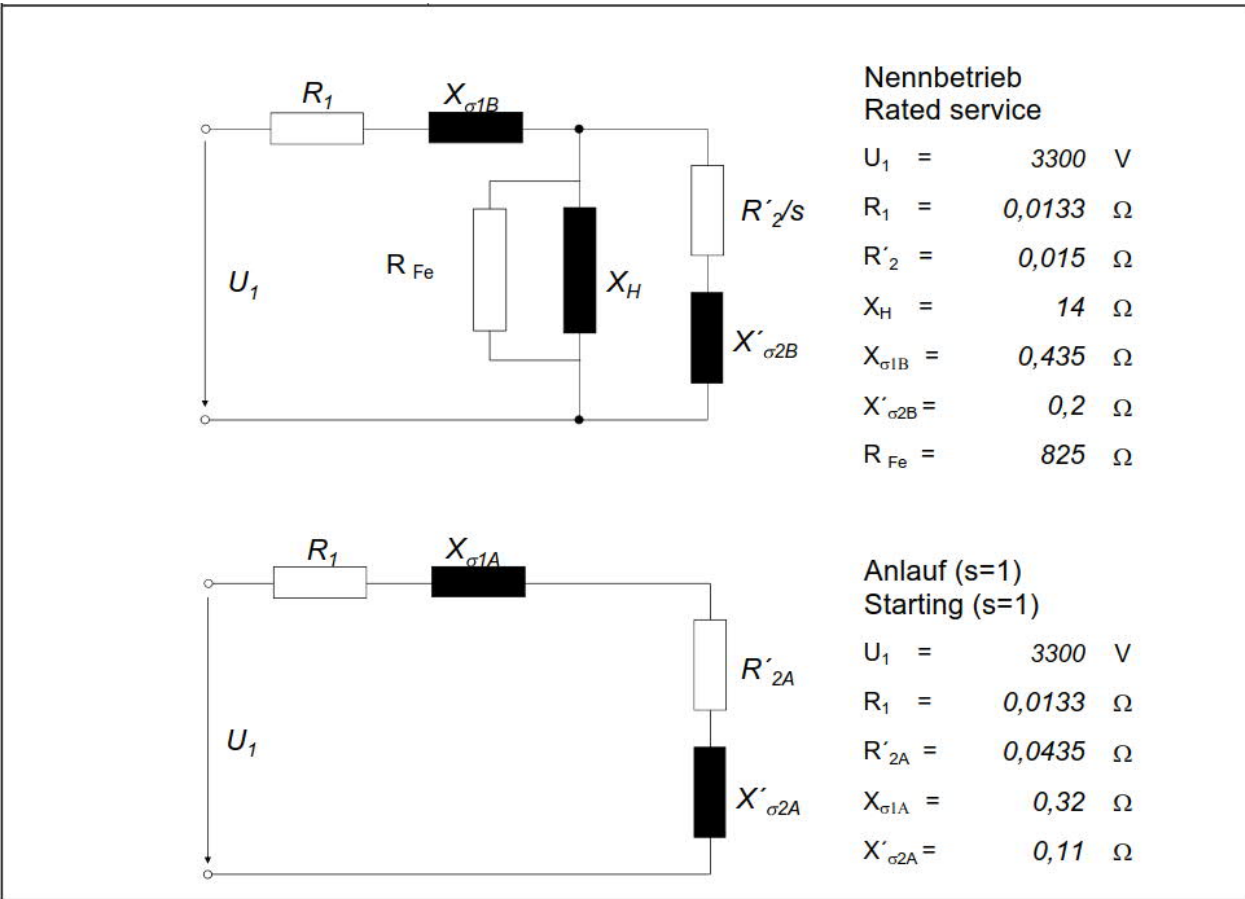 R1 Xσ1B
U1
R Fe
XH
R´2/s
X´σ2B
Nennbetrieb
Rated service
U1 = 3300 V
R1 = 0,0133 Ω
R´2 = 0,015 Ω
XH = 14 Ω
Xσ1B = 0,435 Ω
X´σ2B = 0,2 Ω
R Fe = 825 Ω
R1 Xσ1A
U1
R´2A
X´σ2A
Anlauf (s=1)
Starting (s=1)
U1 = 3300 V
R1 = 0,0133 Ω
R´2A = 0,0435 Ω
Xσ1A = 0,32 Ω
X´σ2A = 0,11 Ω